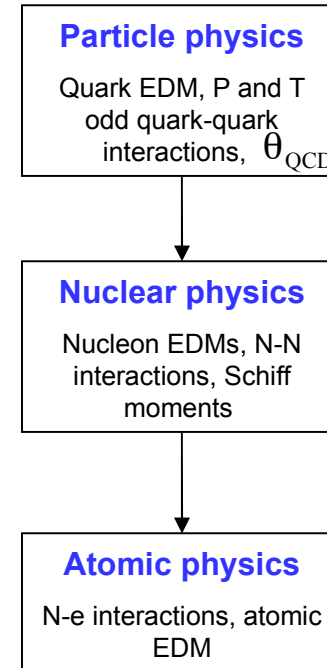 Particle physics
Quark EDM, P and T
odd quark-quark
interactions, θQCD
Nuclear physics
Nucleon EDMs, N-N
interactions, Schiff
moments
Atomic physics
N-e interactions, atomic
EDM